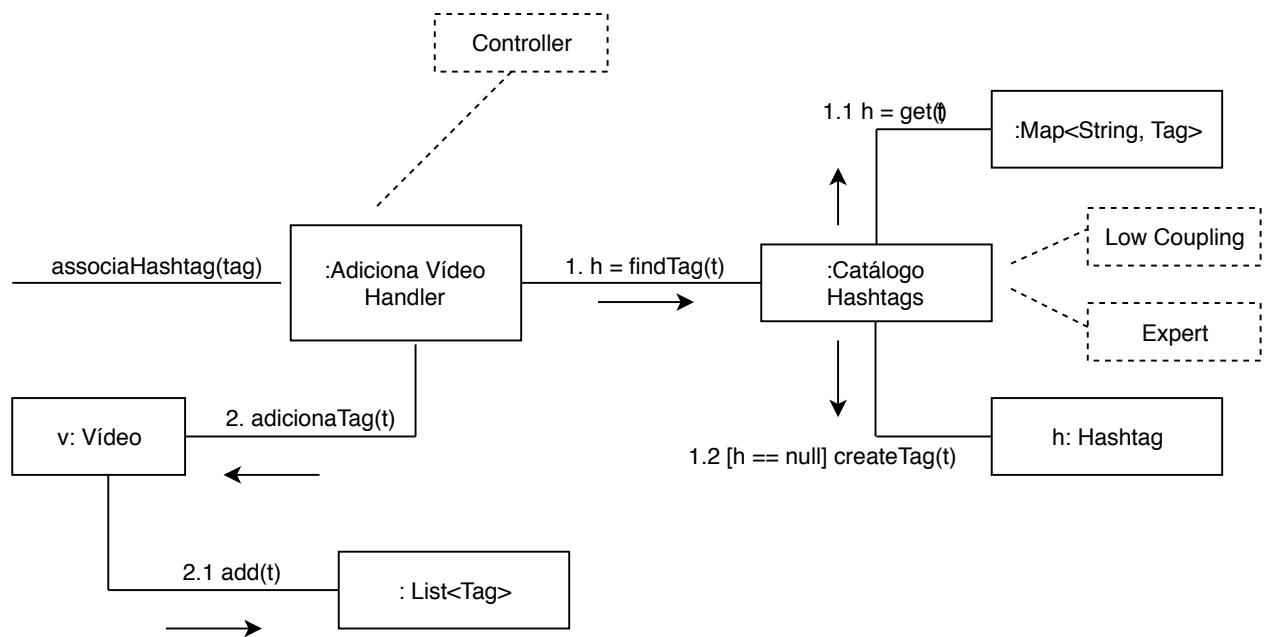 Controller
1.1 h = get(t)
:Map<String, Tag>
Low Coupling
associaHashtag(tag)
:Adiciona Vídeo
Handler
1. h = findTag(t)
:Catálogo
Hashtags
Expert
v: Vídeo
2. adicionaTag(t)
1.2 [h == null] createTag(t)
h: Hashtag
2.1 add(t)
: List<Tag>